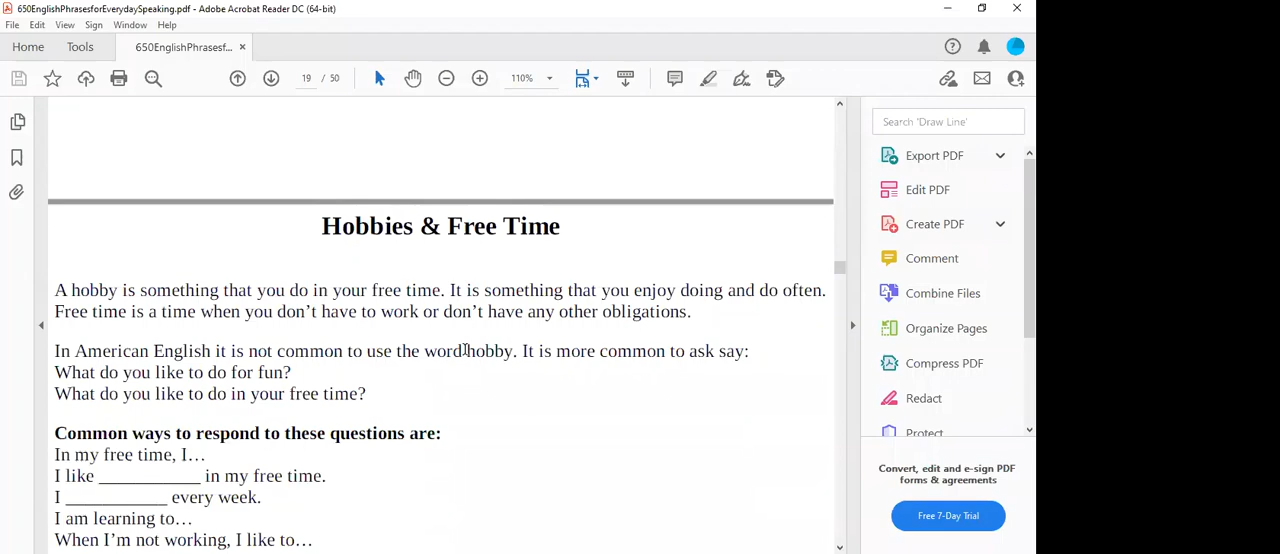 650EnglishPhrasesforEverydaySpeaking.pdf - Adobe Acrobat Reader DC (64-bit)
File Edit View Sign Window Help
Home Tools 650EnglishPhrasesf... ×
19 / 50 110%
Search 'Draw Line'
Export PDF
Edit PDF
Create PDF
Comment
Combine Files
Organize Pages
Compress PDF
Redact
Protect
Convert, edit and e-sign PDF
forms & agreements
Free 7-Day Trial
Hobbies & Free Time
A hobby is something that you do in your free time. It is something that you enjoy doing and do often.
Free time is a time when you don't have to work or don't have any other obligations.
In American English it is not common to use the word hobby. It is more common to ask say:
What do you like to do for fun?
What do you like to do in your free time?
Common ways to respond to these questions are:
In my free time, I…
I like ___________ in my free time.
I ___________ every week.
I am learning to…
When I'm not working, I like to…